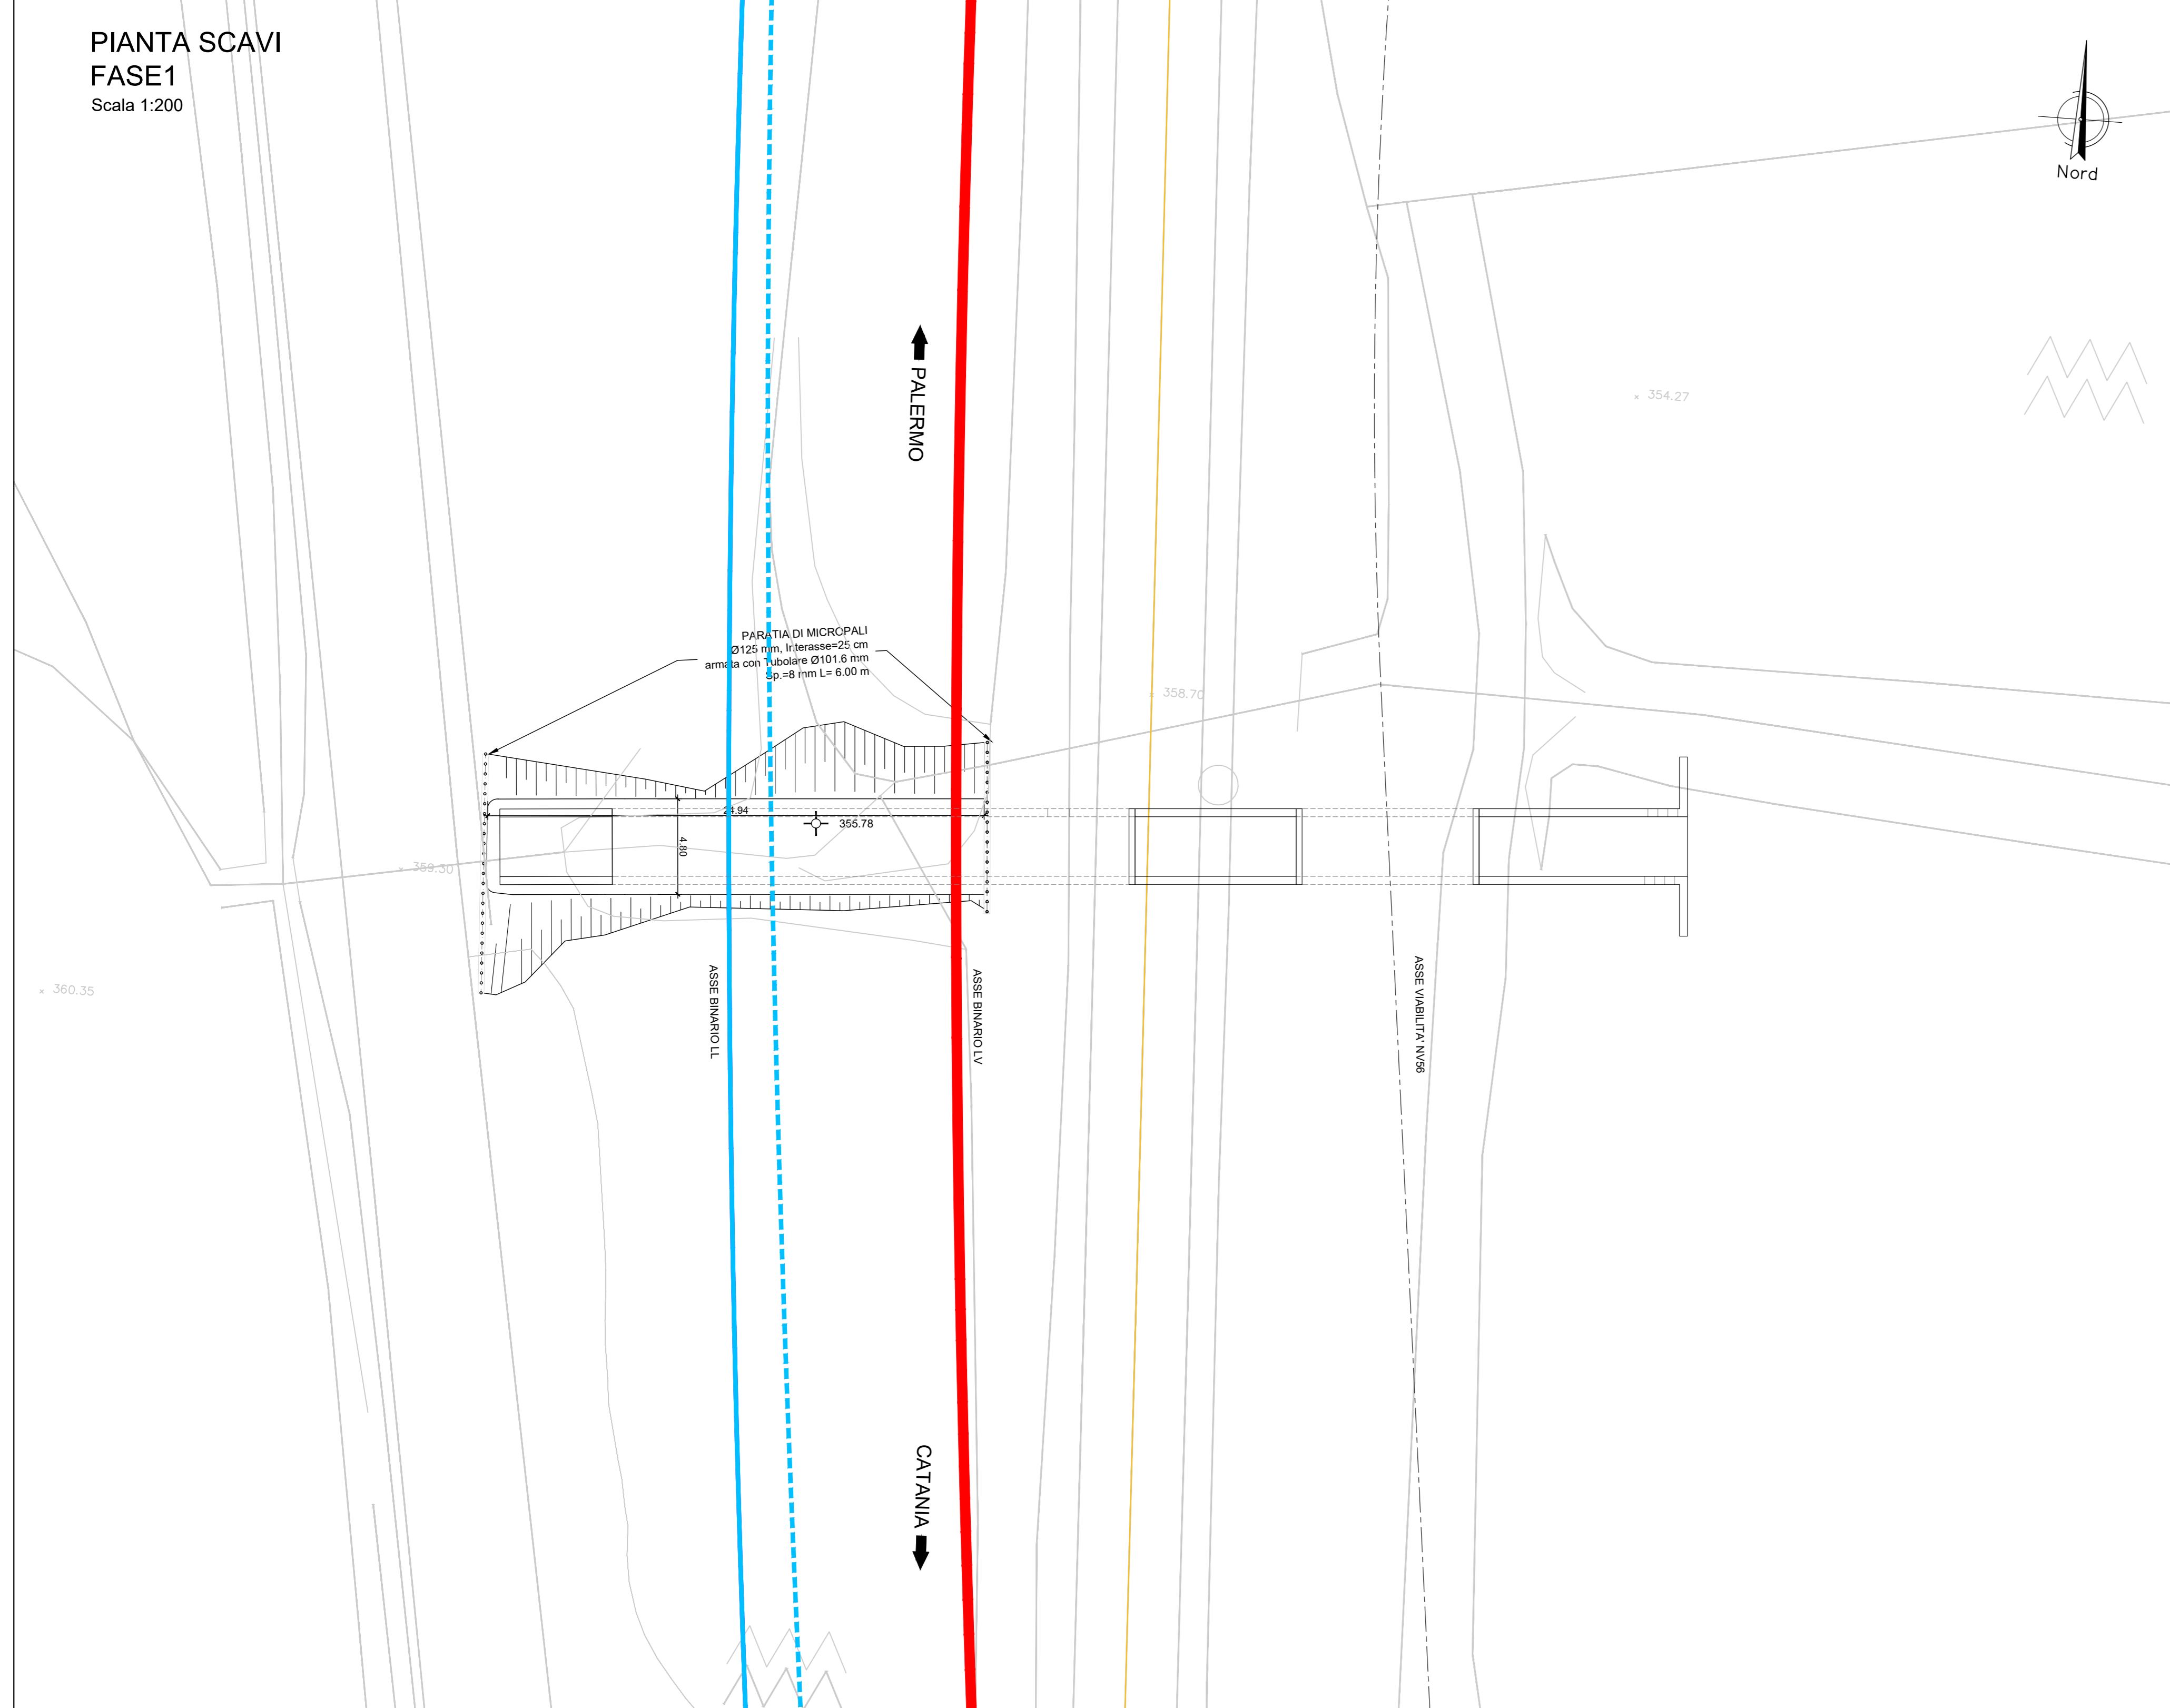 PIANTA SCAVI
FASE1
Scala 1:200
Nord
PALERMO
354.27
PARATIA DI MICROPALI
Ø125 mm, Interasse=25 cm
armata con Tubolare Ø101.6 mm
Sp.=8 mm L= 6.00 m
358.70
24.94
355.78
4.80
359.30
360.35
ASSE BINARIO LL
ASSE BINARIO LV
ASSE VIABILITA' NV56
CATANIA